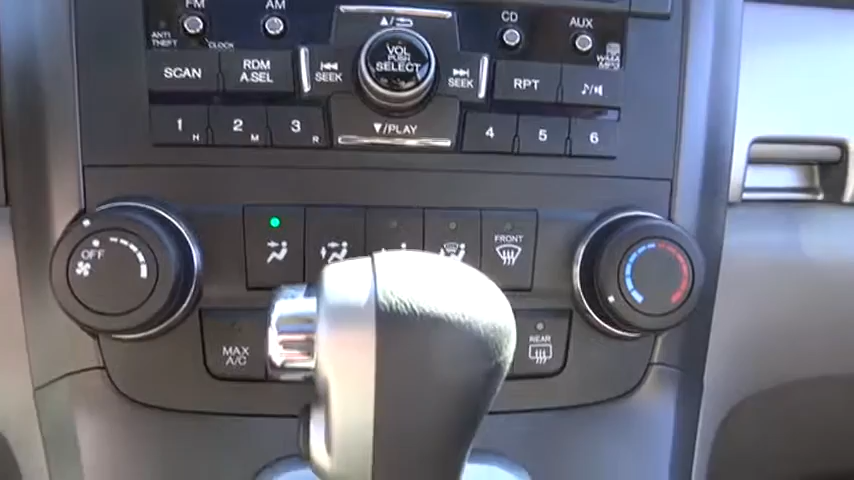 FM AM CD AUX
ANTI THEFT CLOCK VOL PUSH SELECT WMA MP3
SCAN RDM A.SEL SEEK SEEK RPT
1 N 2 M 3 R ▼/PLAY 4 5 6
OFF FRONT
MAX A/C REAR